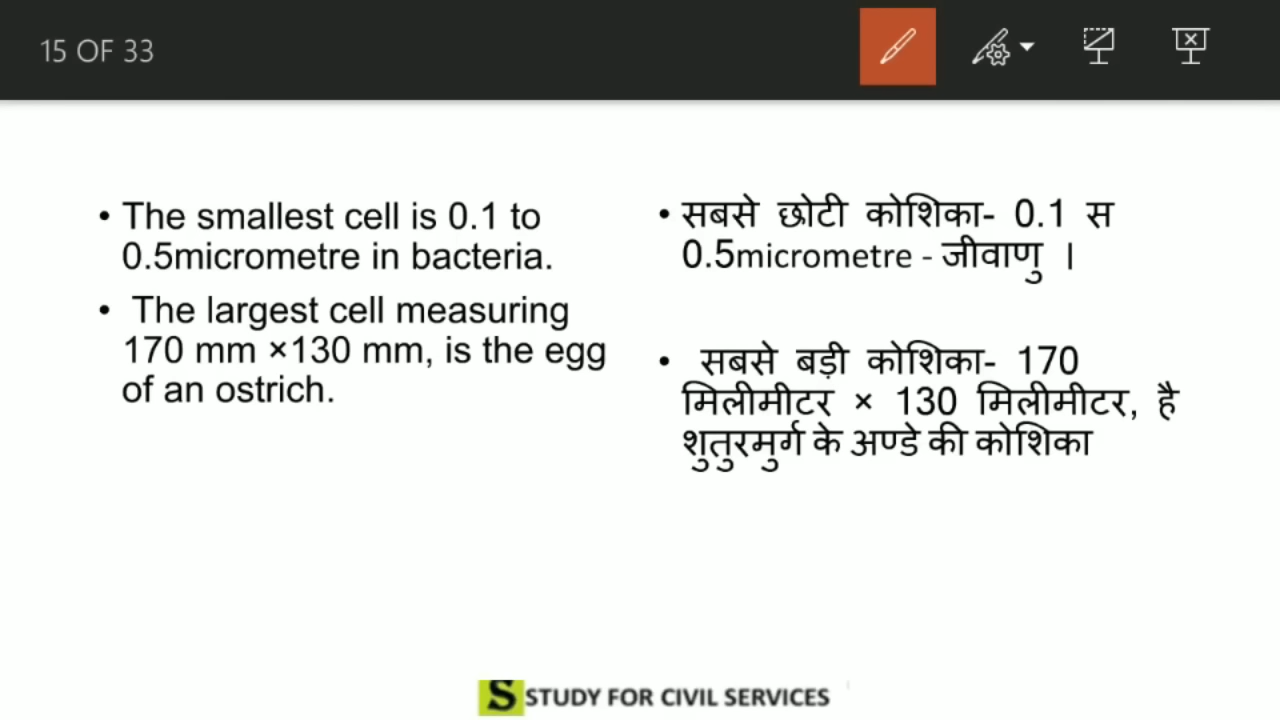 15 OF 33
• The smallest cell is 0.1 to
0.5micrometre in bacteria.
• The largest cell measuring
170 mm ×130 mm, is the egg
of an ostrich.
• सबसे छोटी कोशिका- 0.1 स
0.5micrometre - जीवाणु ।
• सबसे बड़ी कोशिका- 170
मिलीमीटर × 130 मिलीमीटर, है
शुतुरमुर्ग के अण्डे की कोशिका
S STUDY FOR CIVIL SERVICES